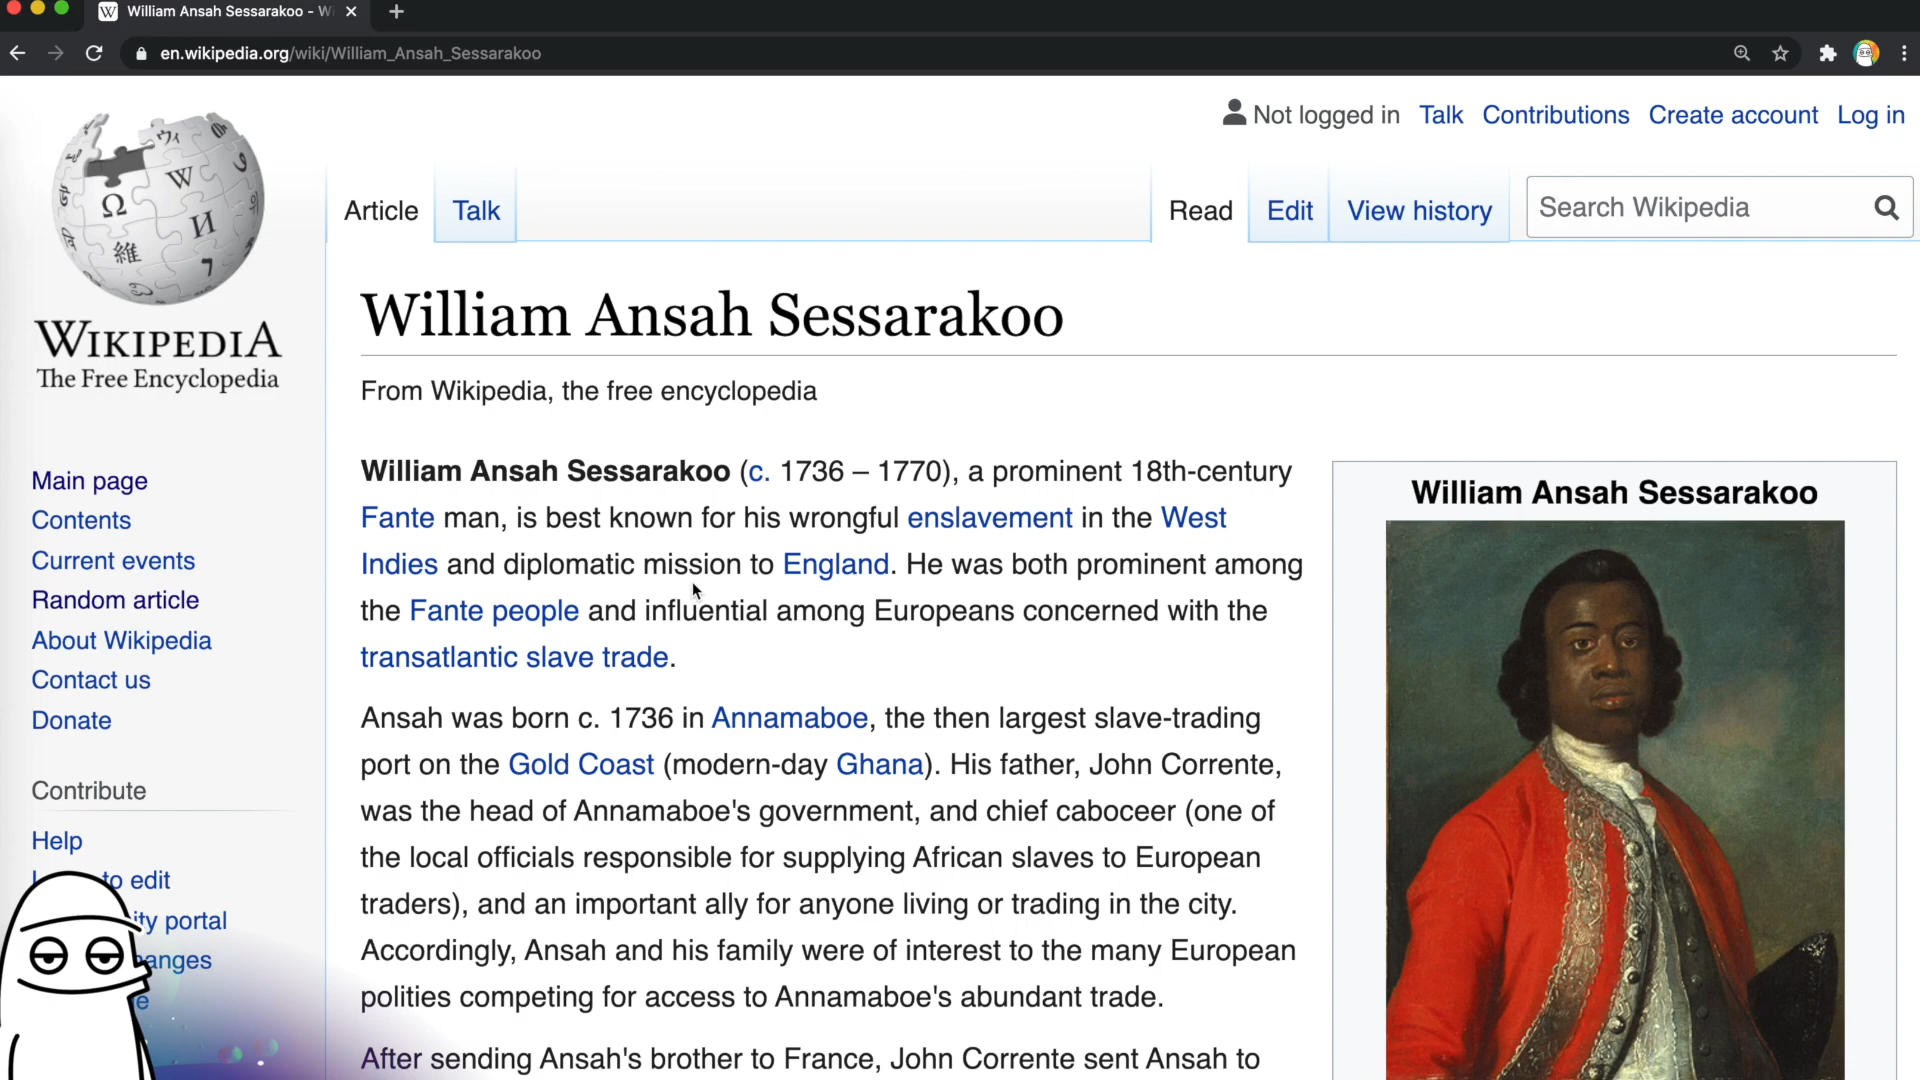 William Ansah Sessarakoo - Wi
en.wikipedia.org/wiki/William_Ansah_Sessarakoo
Not logged in Talk Contributions Create account Log in
Article Talk Read Edit View history Search Wikipedia
Ω W И 維 ウィ
WIKIPEDIA
The Free Encyclopedia
William Ansah Sessarakoo
From Wikipedia, the free encyclopedia
Main page
Contents
Current events
Random article
About Wikipedia
Contact us
Donate
Contribute
Help
to edit
ity portal
anges
e
William Ansah Sessarakoo (c. 1736 – 1770), a prominent 18th-century
Fante man, is best known for his wrongful enslavement in the West
Indies and diplomatic mission to England. He was both prominent among
the Fante people and influential among Europeans concerned with the
transatlantic slave trade.
Ansah was born c. 1736 in Annamaboe, the then largest slave-trading
port on the Gold Coast (modern-day Ghana). His father, John Corrente,
was the head of Annamaboe's government, and chief caboceer (one of
the local officials responsible for supplying African slaves to European
traders), and an important ally for anyone living or trading in the city.
Accordingly, Ansah and his family were of interest to the many European
polities competing for access to Annamaboe's abundant trade.
After sending Ansah's brother to France, John Corrente sent Ansah to
William Ansah Sessarakoo